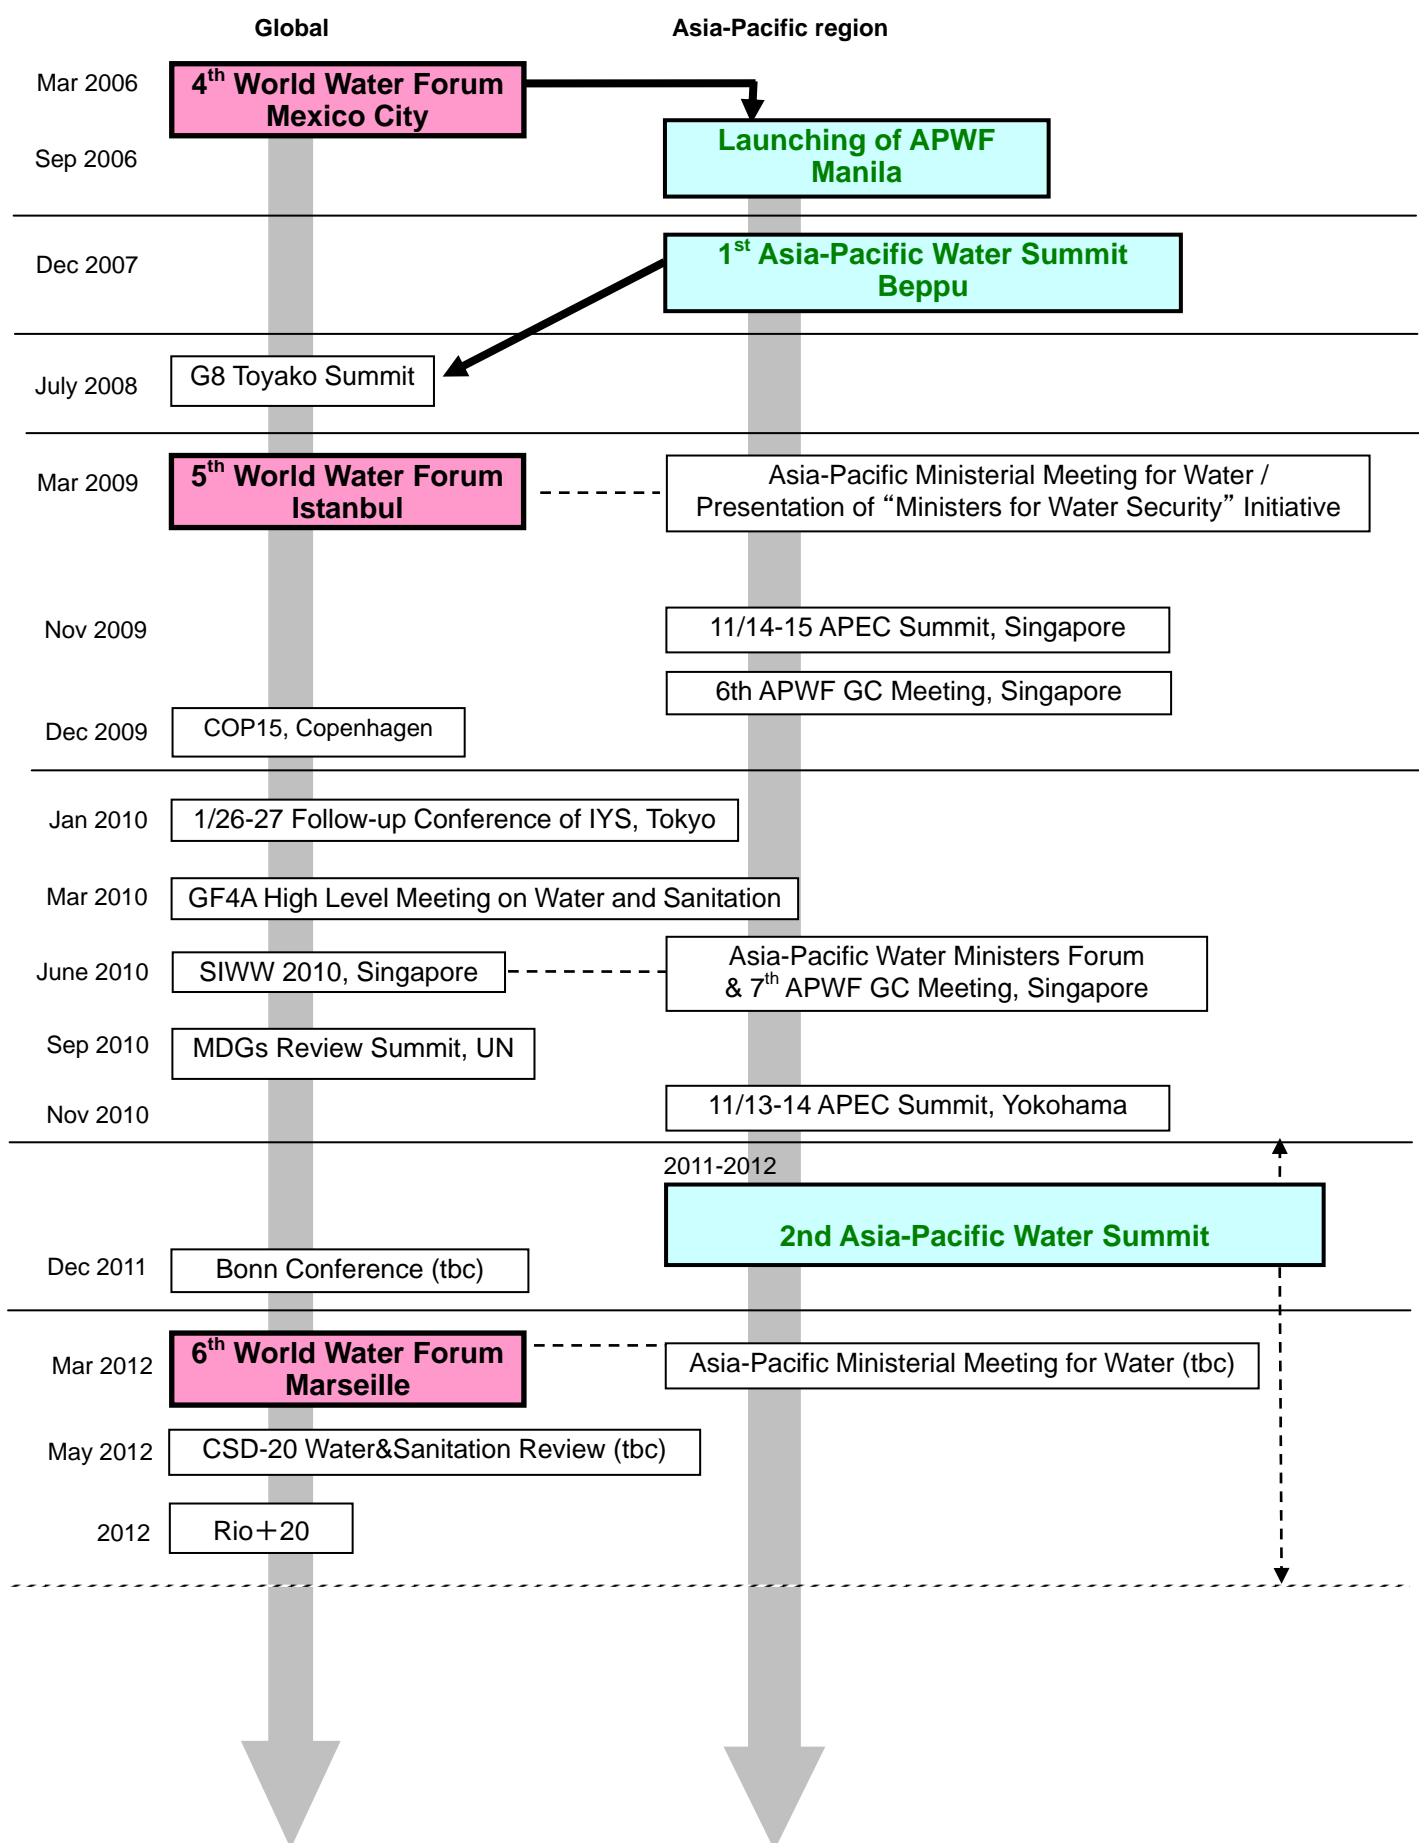 Global
Asia-Pacific region
Mar 2006
4th World Water Forum
Mexico City
Sep 2006
Launching of APWF
Manila
Dec 2007
1st Asia-Pacific Water Summit
Beppu
July 2008
G8 Toyako Summit
Mar 2009
5th World Water Forum
Istanbul
Asia-Pacific Ministerial Meeting for Water /
Presentation of “Ministers for Water Security” Initiative
Nov 2009
11/14-15 APEC Summit, Singapore
6th APWF GC Meeting, Singapore
Dec 2009
COP15, Copenhagen
Jan 2010
1/26-27 Follow-up Conference of IYS, Tokyo
Mar 2010
GF4A High Level Meeting on Water and Sanitation
June 2010
SIWW 2010, Singapore
Asia-Pacific Water Ministers Forum
& 7th APWF GC Meeting, Singapore
Sep 2010
MDGs Review Summit, UN
Nov 2010
11/13-14 APEC Summit, Yokohama
2011-2012
2nd Asia-Pacific Water Summit
Dec 2011
Bonn Conference (tbc)
Mar 2012
6th World Water Forum
Marseille
Asia-Pacific Ministerial Meeting for Water (tbc)
May 2012
CSD-20 Water&Sanitation Review (tbc)
2012
Rio＋20